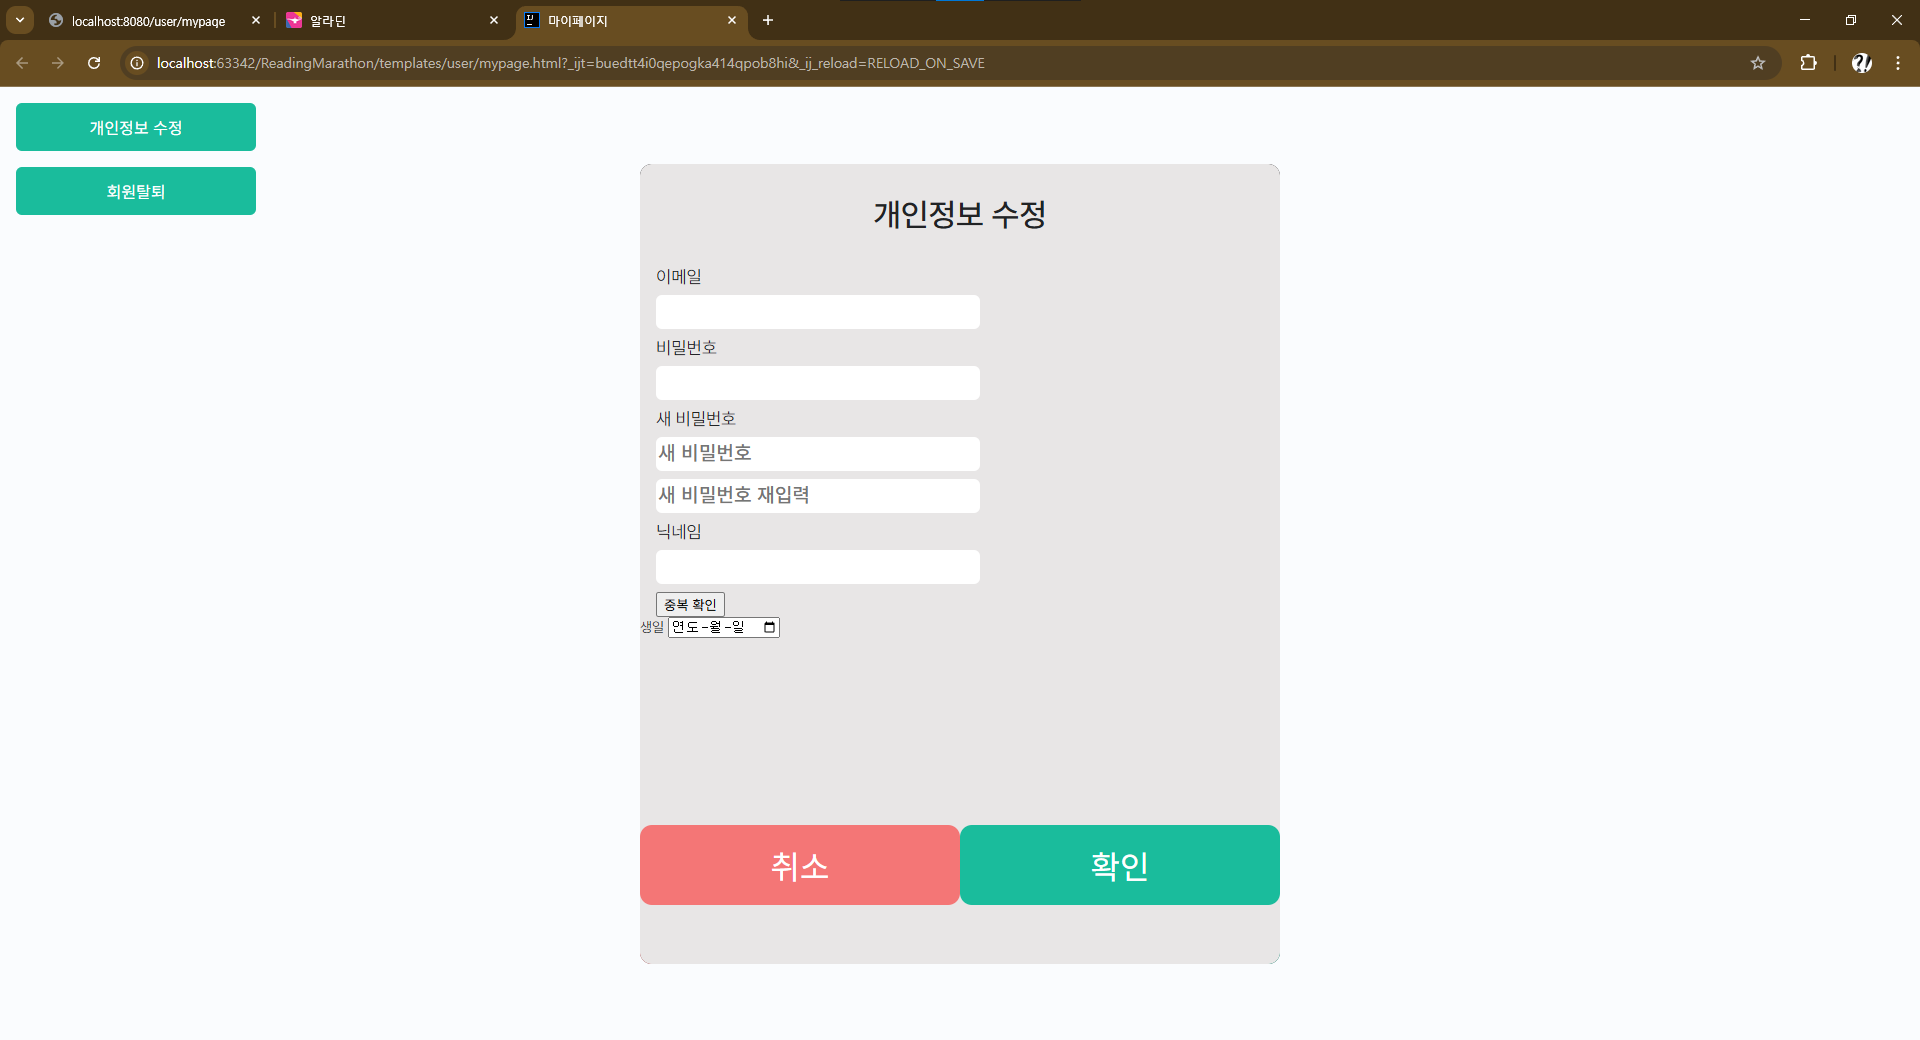 localhost:8080/user/mypage
알라딘
마이페이지
localhost:63342/ReadingMarathon/templates/user/mypage.html?_ijt=buedtt4i0qepogka414qpob8hi&_ij_reload=RELOAD_ON_SAVE
개인정보 수정
회원탈퇴
개인정보 수정
이메일
비밀번호
새 비밀번호
새 비밀번호
새 비밀번호 재입력
닉네임
중복 확인
생일 연도-월-일
취소
확인